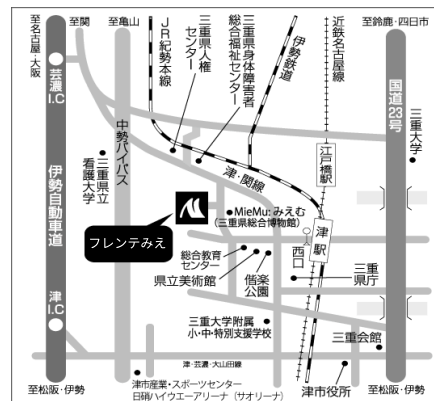 至名古屋・大阪
至関
至亀山
JR紀勢本線
三重県人権
センター
三重県身体障害者
総合福祉センター
伊勢鉄道
近鉄名古屋線
至鈴鹿・四日市
芸濃
I.C
国道23号
三重大学
中勢バイパス
三重県立
看護大学
江戸橋駅
津・関線
伊勢自動車道
MieMu:みえむ
(三重県総合博物館)
フレンテみえ
津駅
西口
総合教育
センター
県立美術館
偕楽
公園
三重
県庁
津
I.C
三重大学附属
小・中・特別支援学校
三重会館
津・芸濃・大山田線
至松阪・伊勢
津市産業・スポーツセンター
日硝ハイウエーアリーナ(サオリーナ)
津市役所
至松阪・伊勢